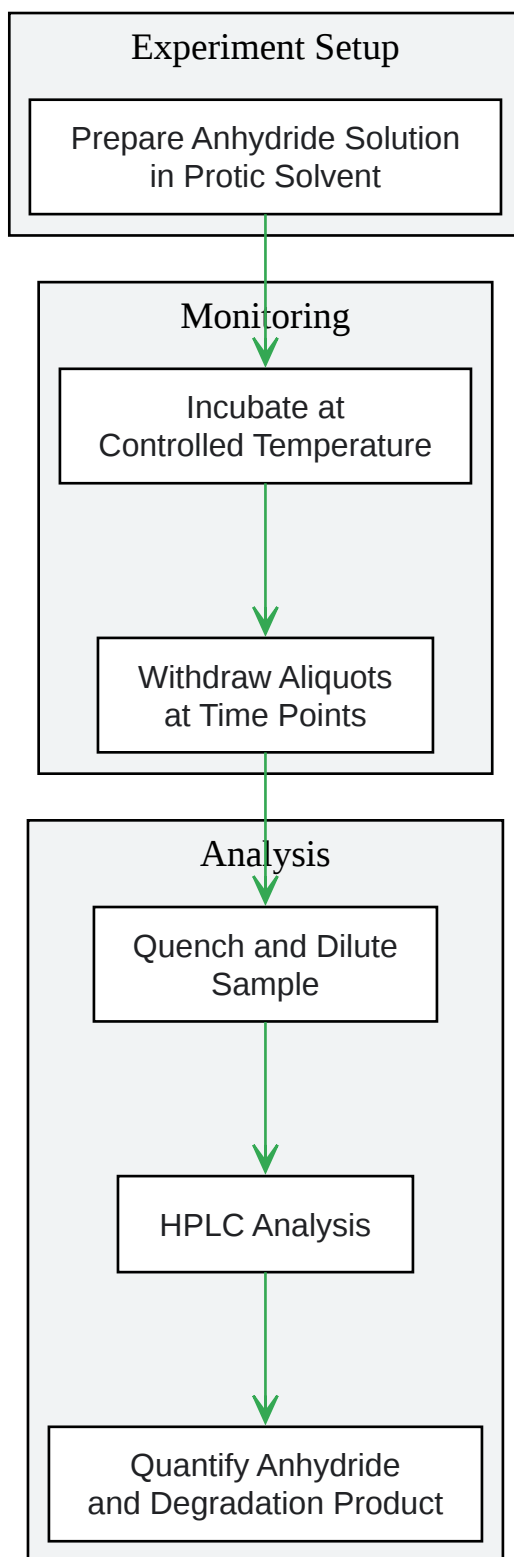 Experiment Setup
Prepare Anhydride Solution
in Protic Solvent
Monitoring
Incubate at
Controlled Temperature
Withdraw Aliquots
at Time Points
Analysis
Quench and Dilute
Sample
HPLC Analysis
Quantify Anhydride
and Degradation Product